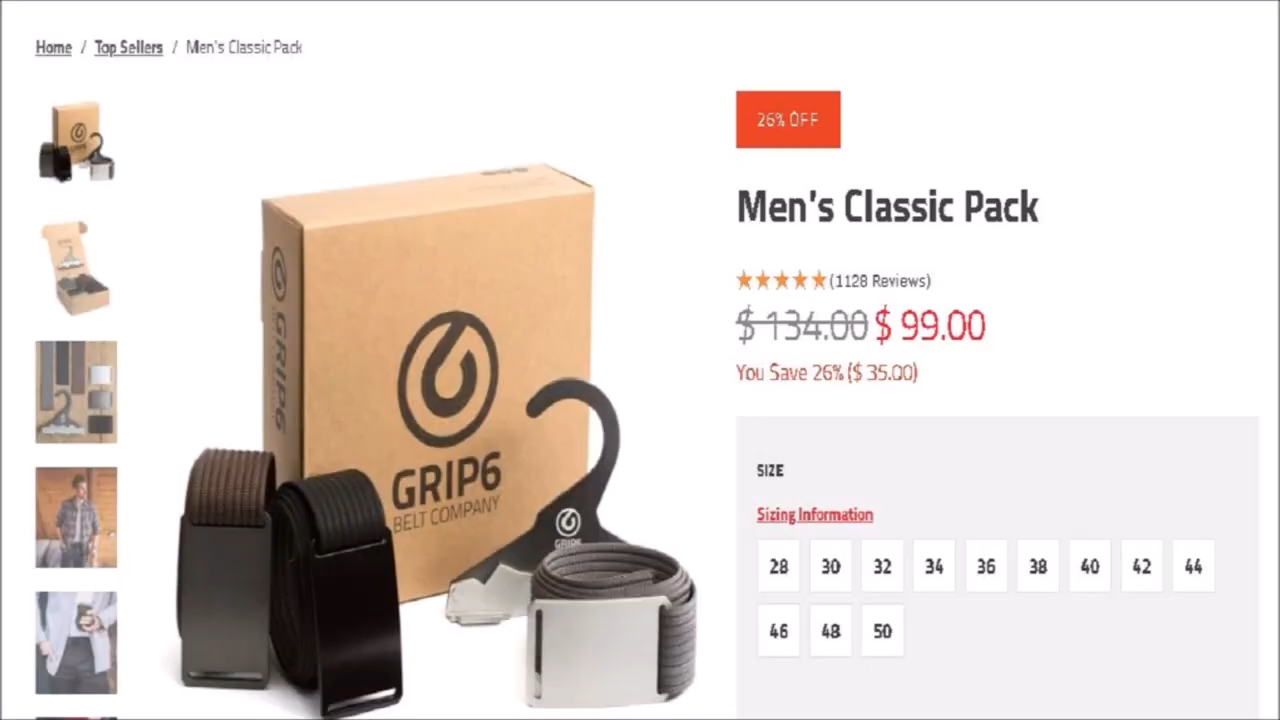 Home / Top Sellers / Men's Classic Pack
26% OFF
Men's Classic Pack
(1128 Reviews)
$ 134.00 $ 99.00
You Save 26% ($ 35.00)
SIZE
Sizing Information
28 30 32 34 36 38 40 42 44
46 48 50
GRIP6
GRIP6
BELT COMPANY
GRIP6